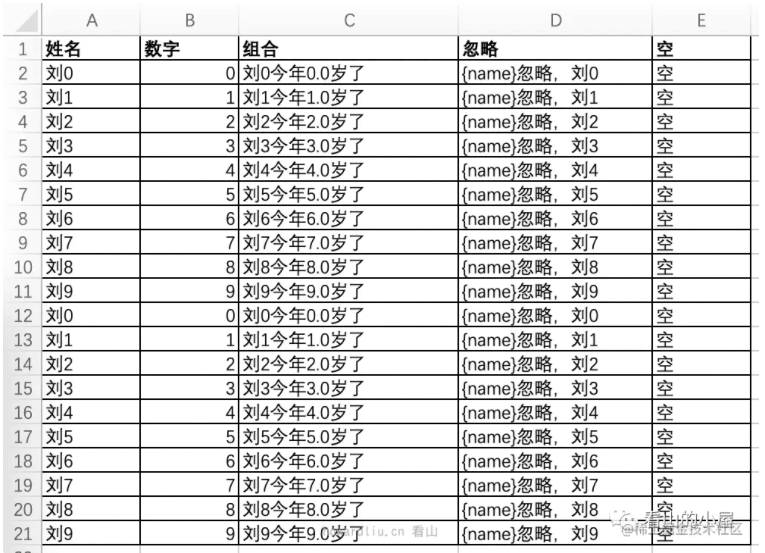 A B C D E
1 姓名 数字 组合 忽略 空
2 刘0 0 刘0今年0.0岁了 {name}忽略，刘0 空
3 刘1 1 刘1今年1.0岁了 {name}忽略，刘1 空
4 刘2 2 刘2今年2.0岁了 {name}忽略，刘2 空
5 刘3 3 刘3今年3.0岁了 {name}忽略，刘3 空
6 刘4 4 刘4今年4.0岁了 {name}忽略，刘4 空
7 刘5 5 刘5今年5.0岁了 {name}忽略，刘5 空
8 刘6 6 刘6今年6.0岁了 {name}忽略，刘6 空
9 刘7 7 刘7今年7.0岁了 {name}忽略，刘7 空
10 刘8 8 刘8今年8.0岁了 {name}忽略，刘8 空
11 刘9 9 刘9今年9.0岁了 {name}忽略，刘9 空
12 刘0 0 刘0今年0.0岁了 {name}忽略，刘0 空
13 刘1 1 刘1今年1.0岁了 {name}忽略，刘1 空
14 刘2 2 刘2今年2.0岁了 {name}忽略，刘2 空
15 刘3 3 刘3今年3.0岁了 {name}忽略，刘3 空
16 刘4 4 刘4今年4.0岁了 {name}忽略，刘4 空
17 刘5 5 刘5今年5.0岁了 {name}忽略，刘5 空
18 刘6 6 刘6今年6.0岁了 {name}忽略，刘6 空
19 刘7 7 刘7今年7.0岁了 {name}忽略，刘7 空
20 刘8 8 刘8今年8.0岁了 {name}忽略，刘8 空
看山的小屋
21 刘9 9 刘9今年9.0岁了 {name}忽略，刘9 空
看山
@稀土掘金技术社区